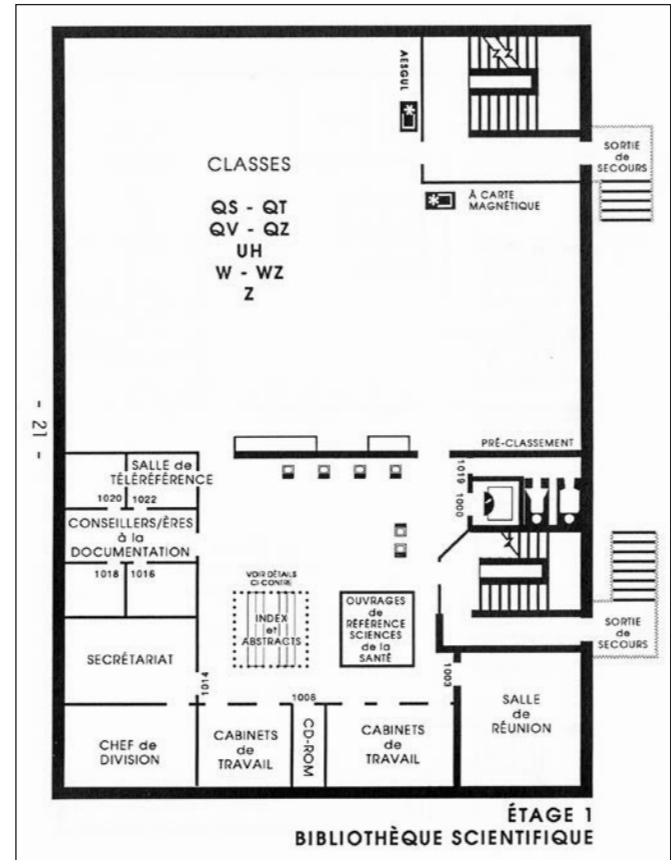 AESGUL
SORTIE
de
SECOURS
CLASSES
QS - QT
QV - QZ
UH
W - WZ
Z
À CARTE
MAGNÉTIQUE
- 21 -
PRÉ-CLASSEMENT
SALLE de
TÉLÉRÉFÉRENCE
1020 1022
1019
1000
CONSEILLERS/ÈRES
à la
DOCUMENTATION
1018 1016
VOIR DÉTAILS
CI CONTRE
INDEX
et
ABSTRACTS
OUVRAGES
de
RÉFÉRENCE
SCIENCES
de la
SANTÉ
SORTIE
de
SECOURS
SECRÉTARIAT
1014
1008
1003
SALLE
de
RÉUNION
CHEF de
DIVISION
CABINETS
de
TRAVAIL
CD-ROM
CABINETS
de
TRAVAIL
ÉTAGE 1
BIBLIOTHÈQUE SCIENTIFIQUE